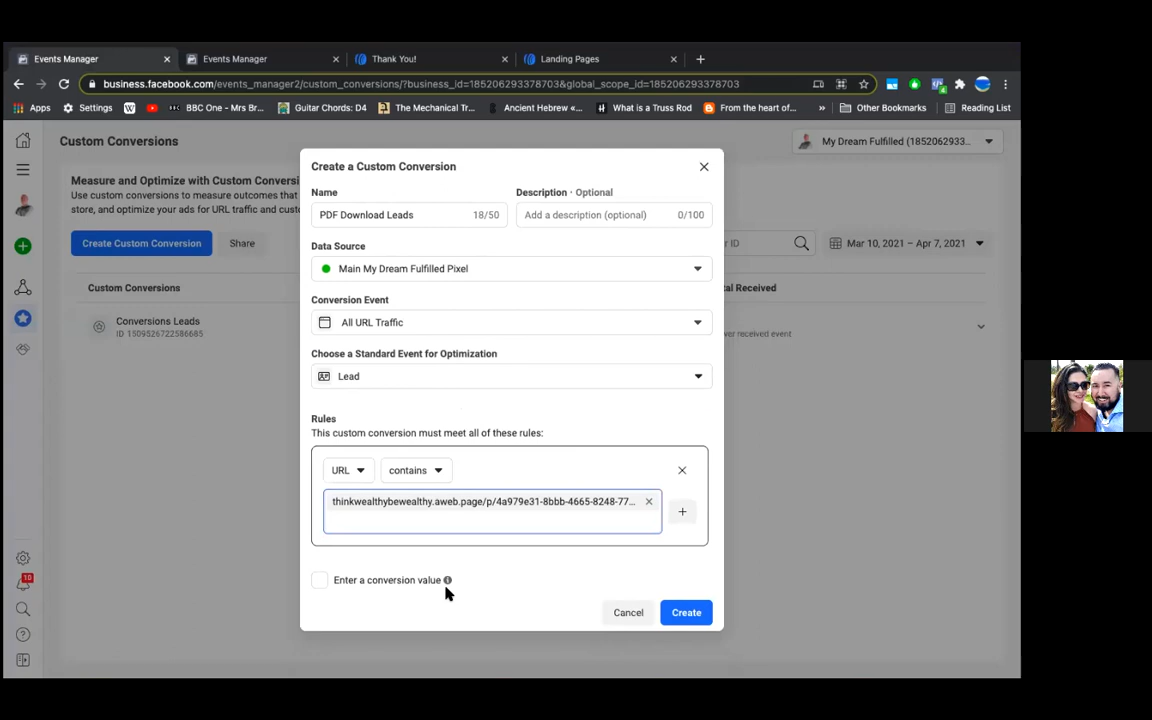 Events Manager
Events Manager
Thank You!
Landing Pages
business.facebook.com/events_manager2/custom_conversions/?business_id=185206293378703&global_scope_id=185206293378703
Apps
Settings
BBC One - Mrs Br...
Guitar Chords: D4
The Mechanical Tr...
Ancient Hebrew «...
What is a Truss Rod
From the heart of...
»
Other Bookmarks
Reading List
Custom Conversions
My Dream Fulfilled (1852062933...
Measure and Optimize with Custom Conversi
Use custom conversions to measure outcomes that
store, and optimize your ads for URL traffic and custo
Create Custom Conversion
Share
r ID
Mar 10, 2021 – Apr 7, 2021
Custom Conversions
tal Received
Conversions Leads
ID 1509526722586685
ver received event
10
Create a Custom Conversion
Name
Description · Optional
PDF Download Leads 18/50
Add a description (optional) 0/100
Data Source
Main My Dream Fulfilled Pixel
Conversion Event
All URL Traffic
Choose a Standard Event for Optimization
Lead
Rules
This custom conversion must meet all of these rules:
URL
contains
thinkwealthybewealthy.aweb.page/p/4a979e31-8bbb-4665-8248-77...
Enter a conversion value
Cancel
Create